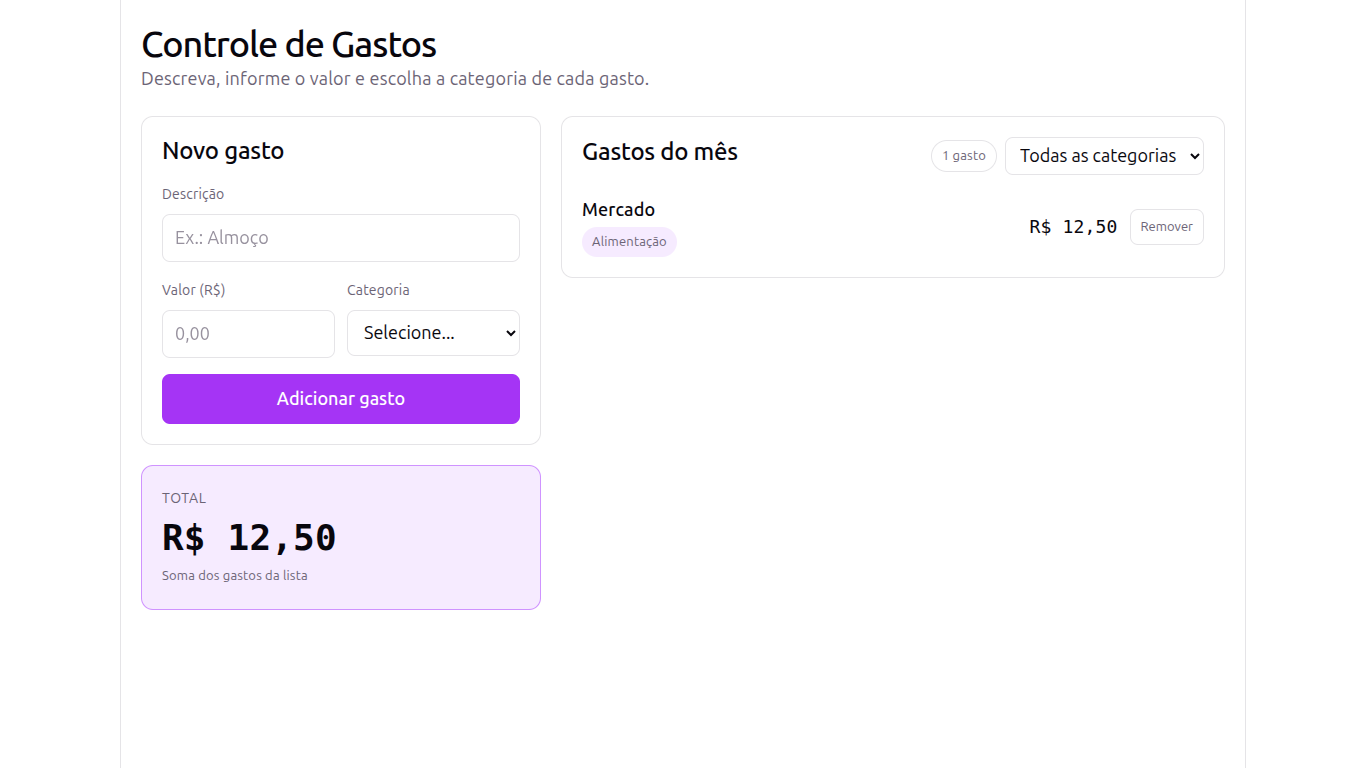 Controle de Gastos
Descreva, informe o valor e escolha a categoria de cada gasto.
Novo gasto
Descrição
Ex.: Almoço
Valor (R$) Categoria
0,00 Selecione...
Adicionar gasto
TOTAL
R$ 12,50
Soma dos gastos da lista
Gastos do mês 1 gasto Todas as categorias
Mercado
Alimentação
R$ 12,50 Remover